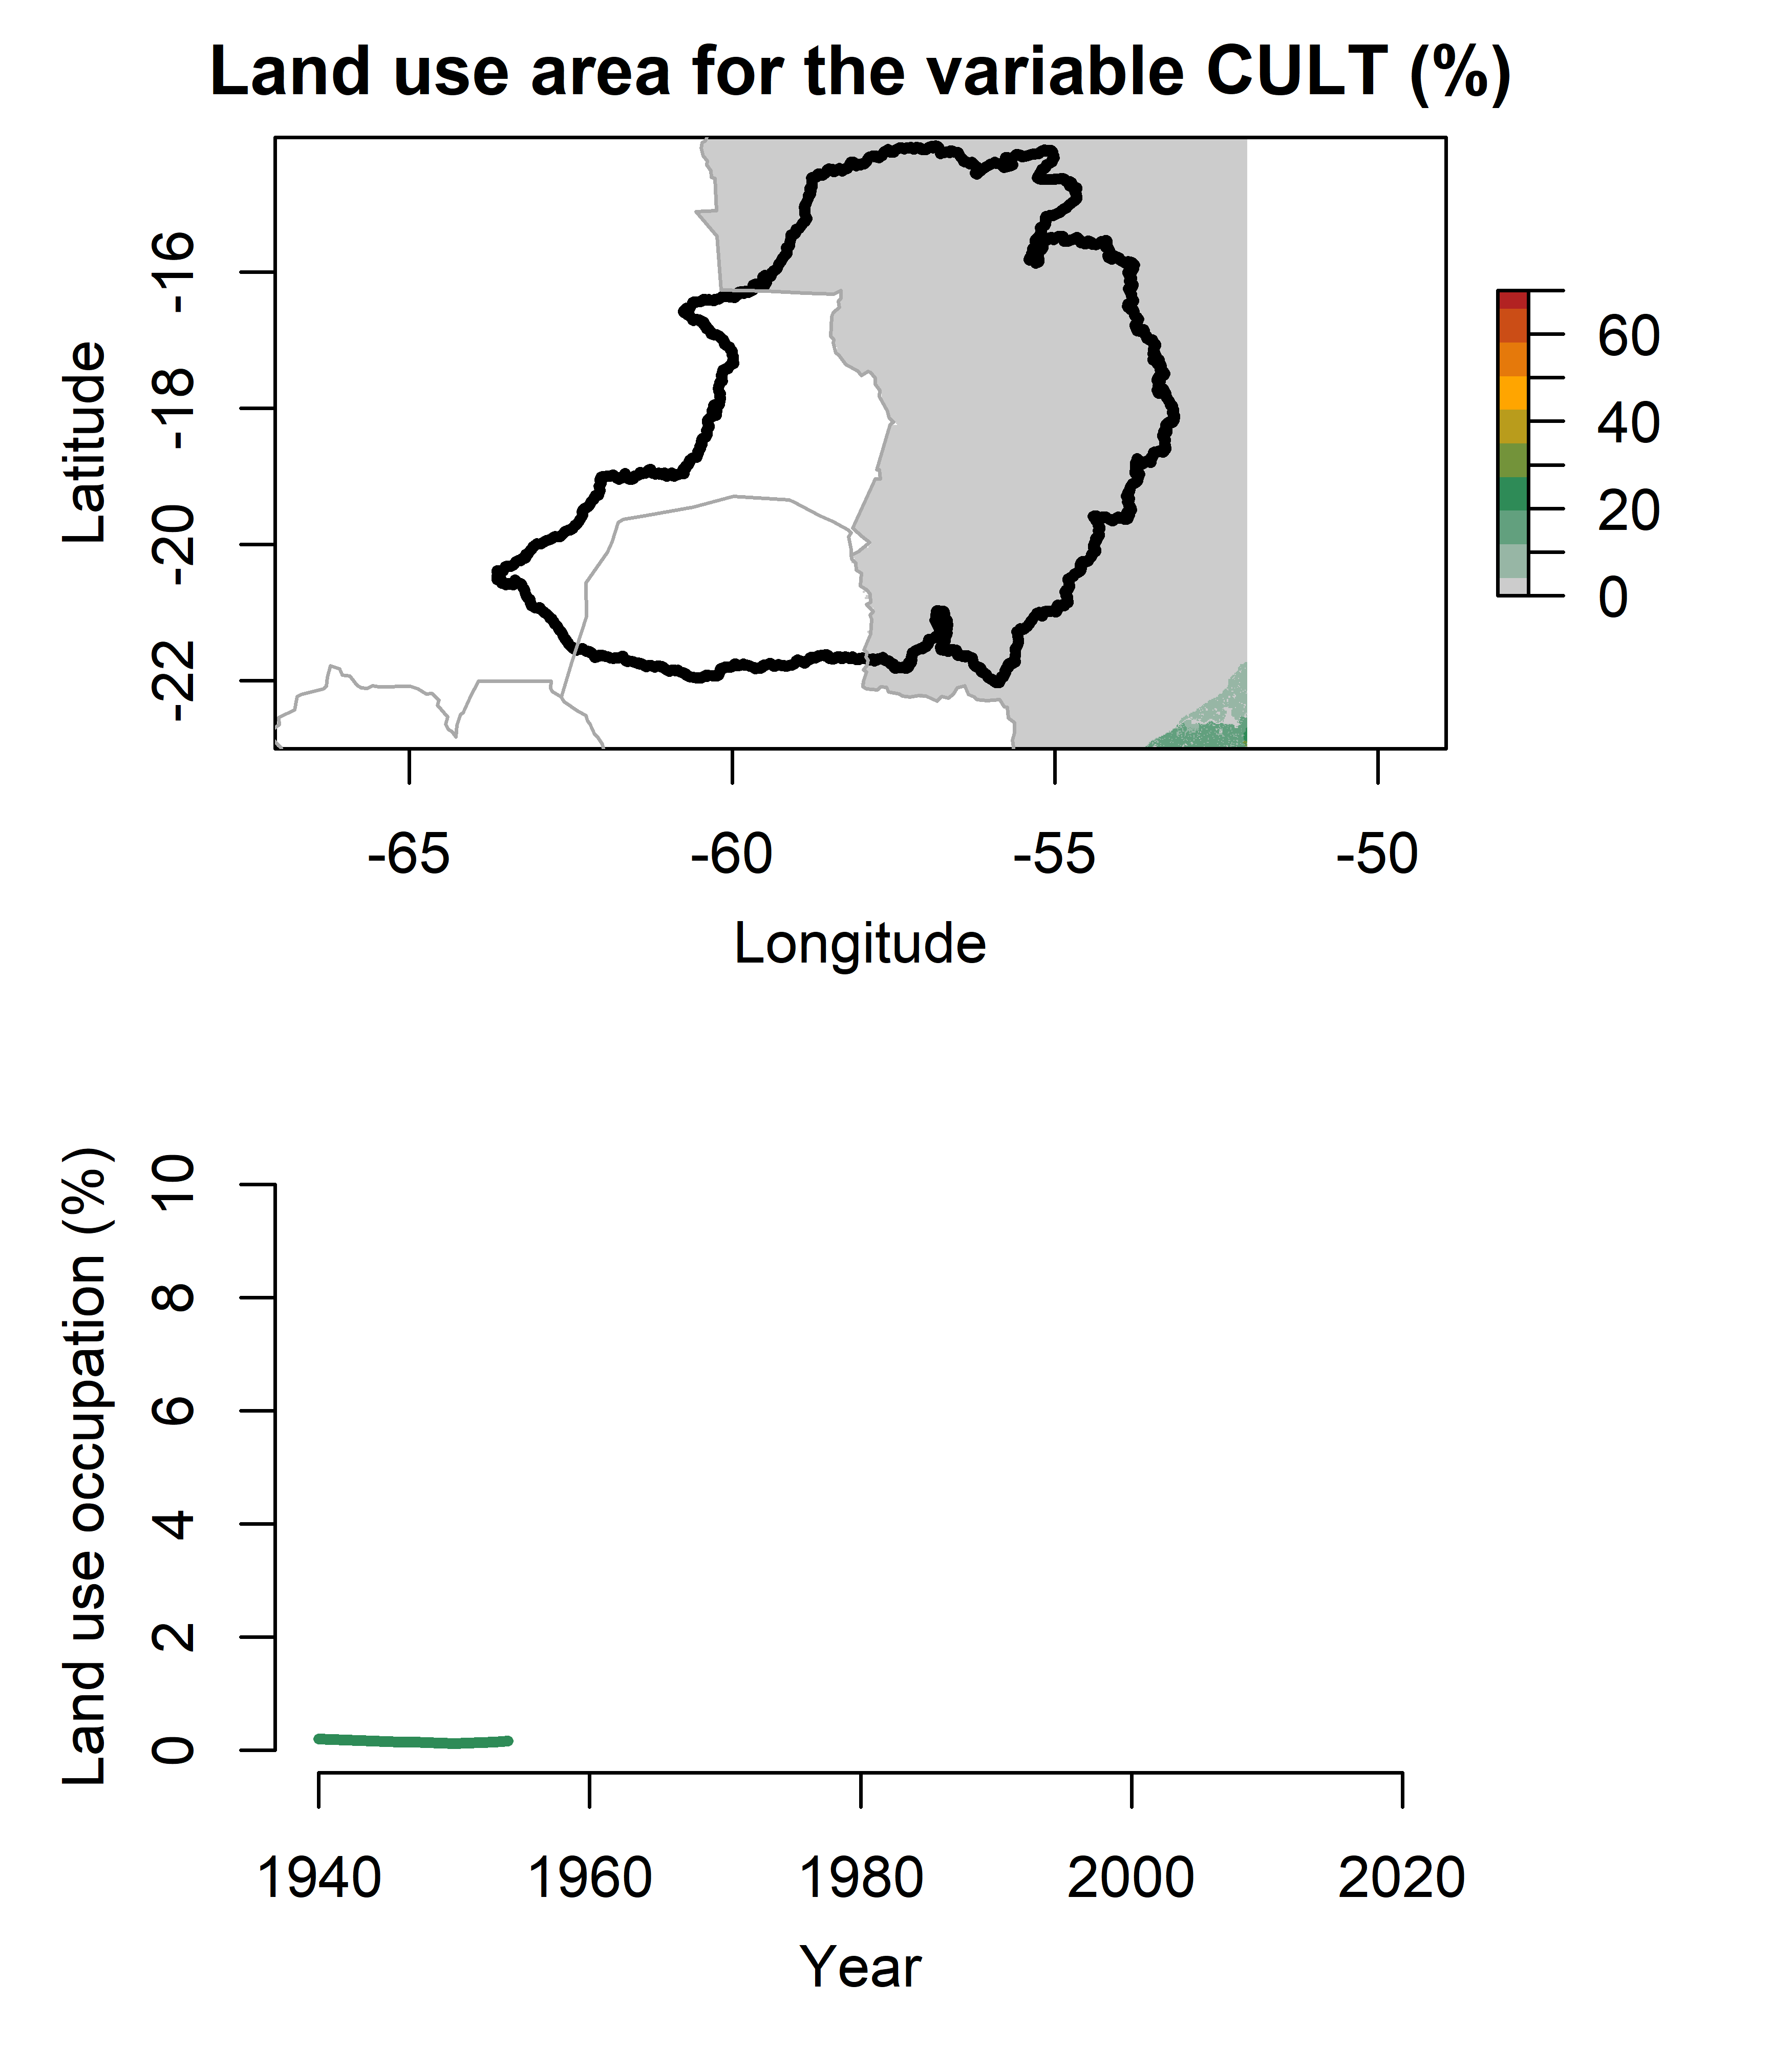 Land use area for the variable CULT (%)
Latitude
-16
-18
-20
-22
60
40
20
0
-65 -60 -55 -50
Longitude
Land use occupation (%)
10
8
6
4
2
0
1940 1960 1980 2000 2020
Year